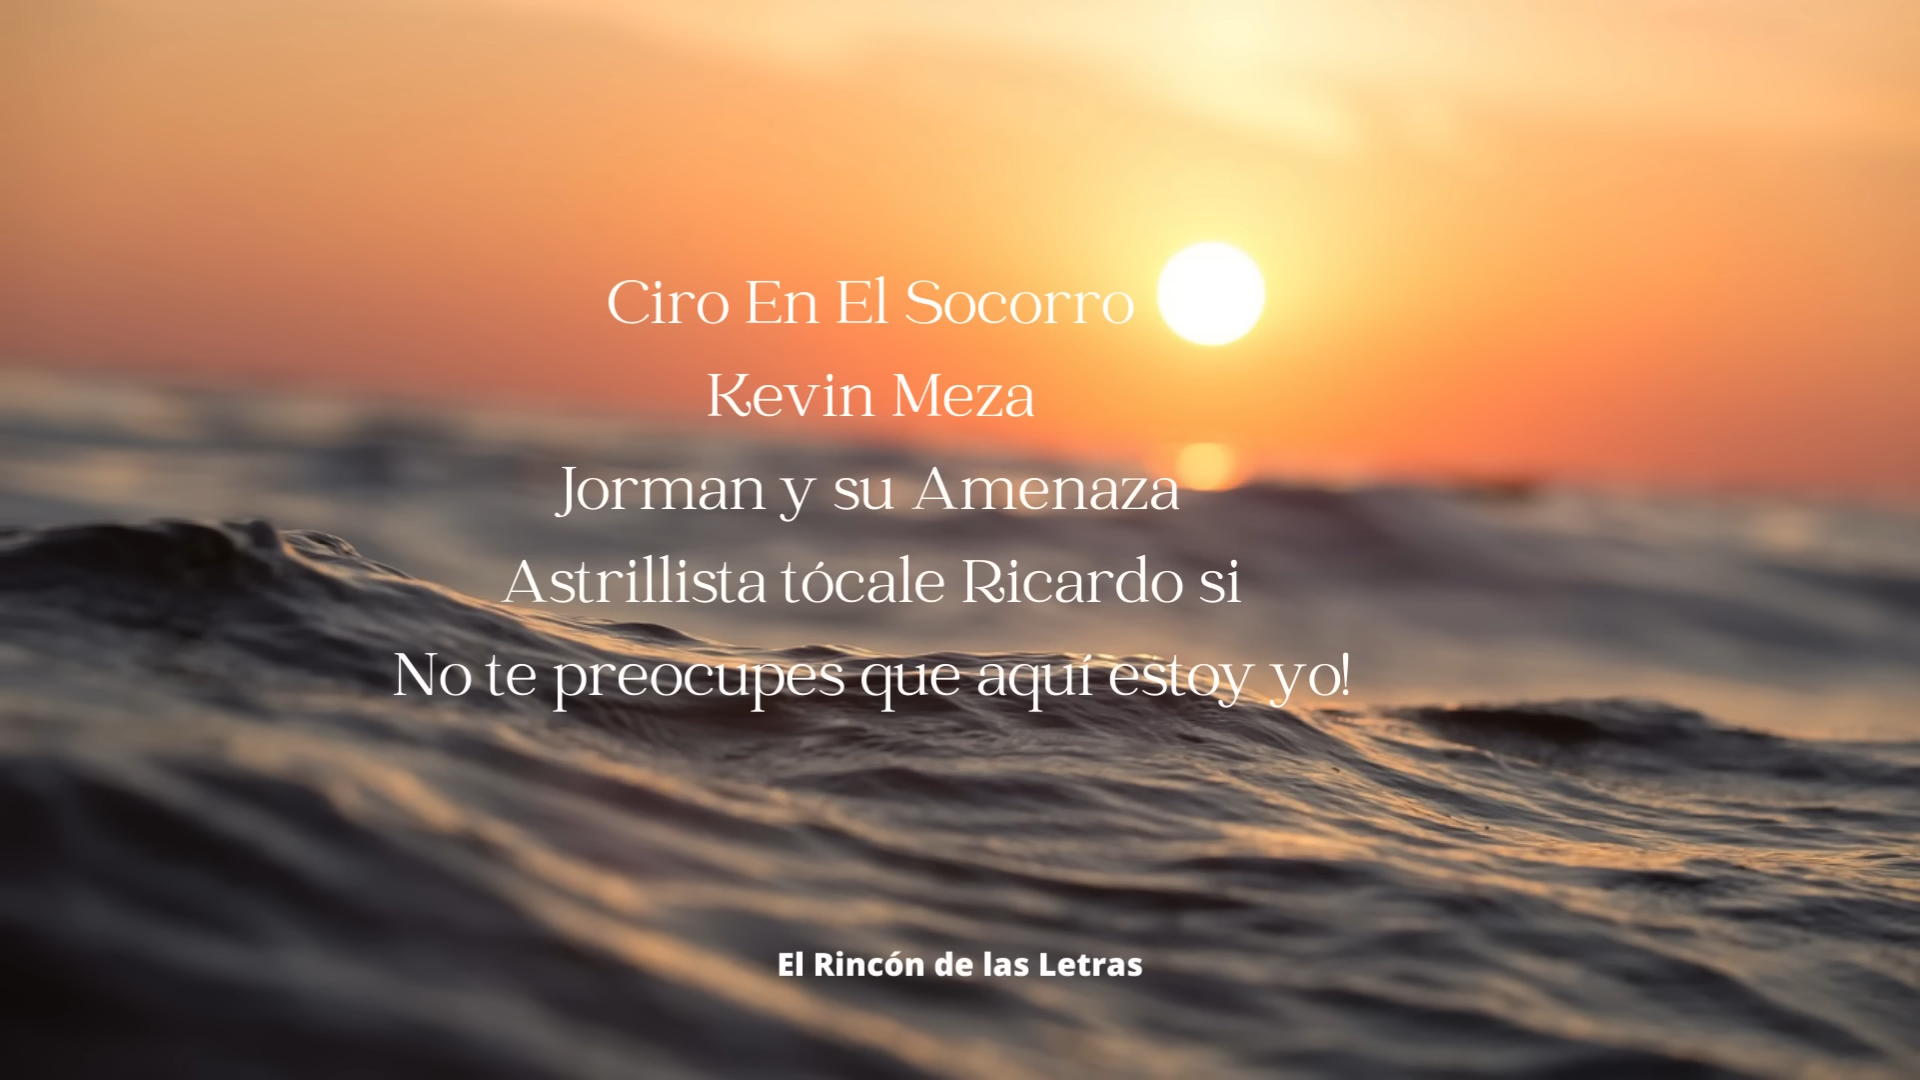 Ciro En El Socorro
Kevin Meza
Jorman y su Amenaza
Astrillista tócale Ricardo si
No te preocupes que aquí estoy yo!
El Rincón de las Letras